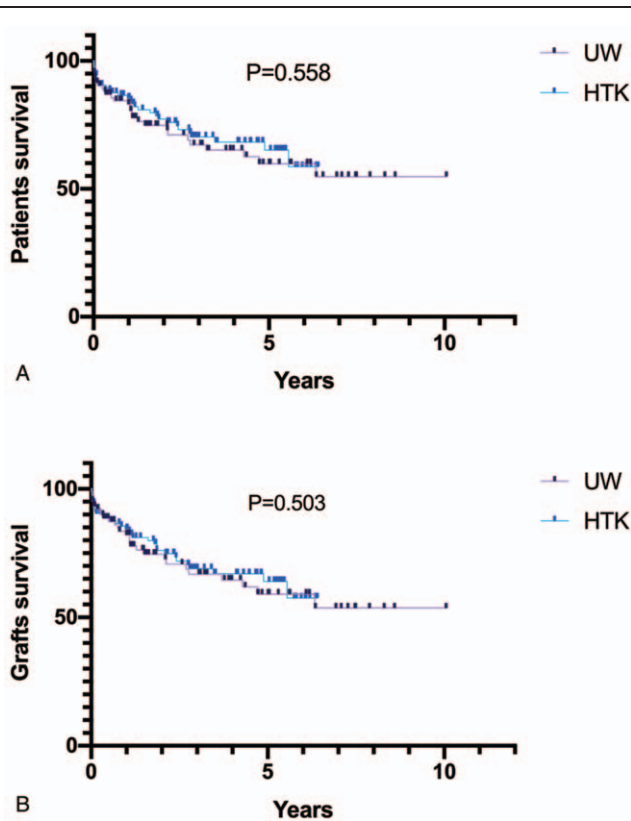 100
50
0
Patients survival
P=0.558
UW
HTK
0 5 10
Years
A
100
50
0
Grafts survival
P=0.503
UW
HTK
0 5 10
Years
B